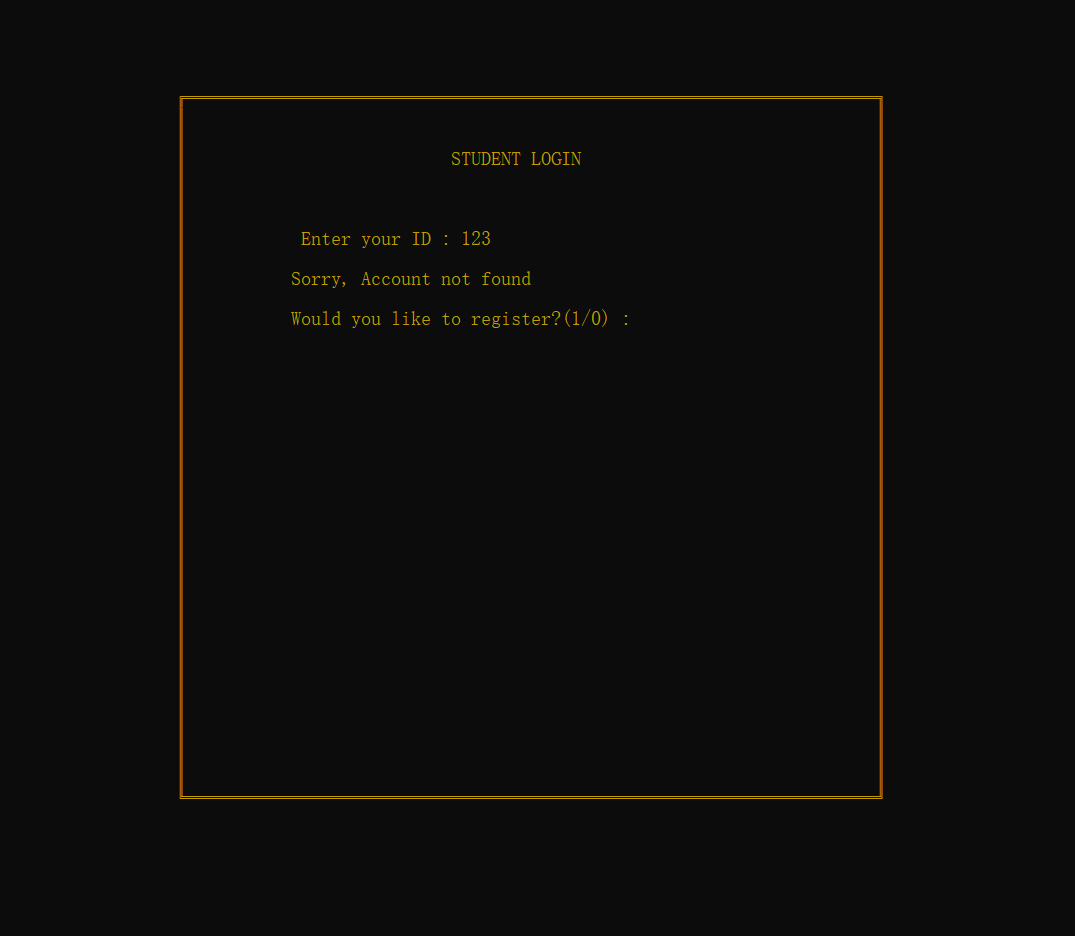 STUDENT LOGIN
Enter your ID : 123
Sorry, Account not found
Would you like to register?(1/0) :